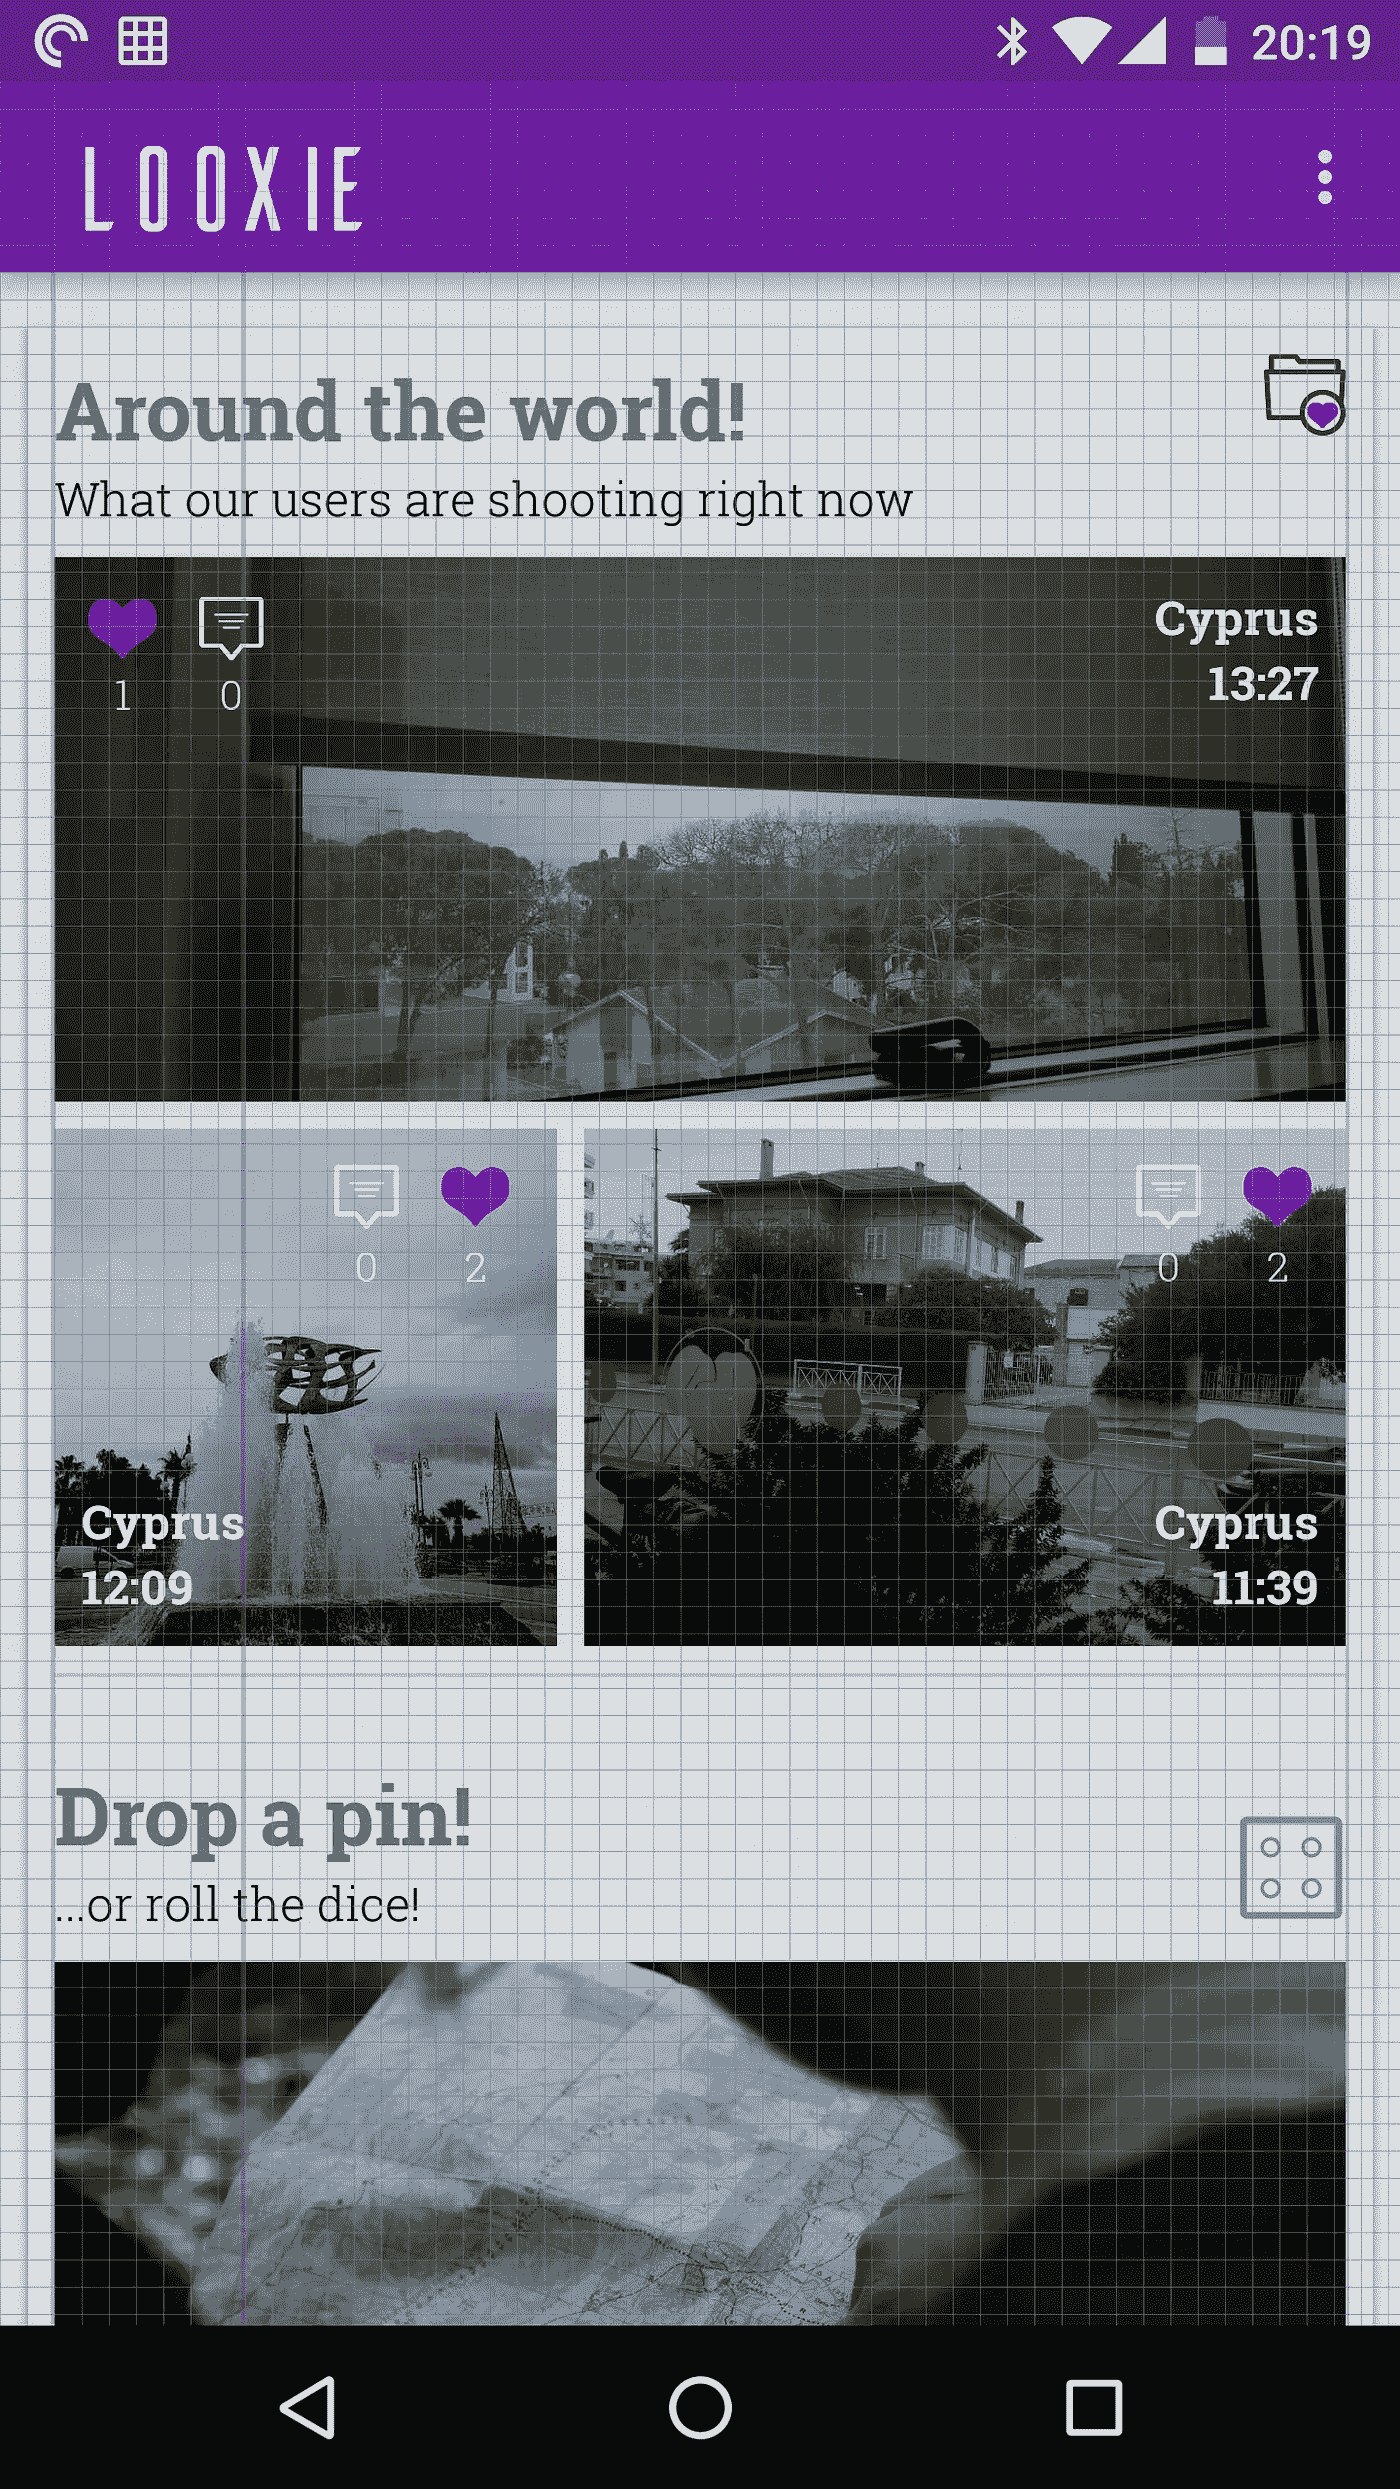 20:19
LOOXIE
Around the world!
What our users are shooting right now
1 0
Cyprus
13:27
0 2
Cyprus
12:09
0 2
Cyprus
11:39
Drop a pin!
...or roll the dice!